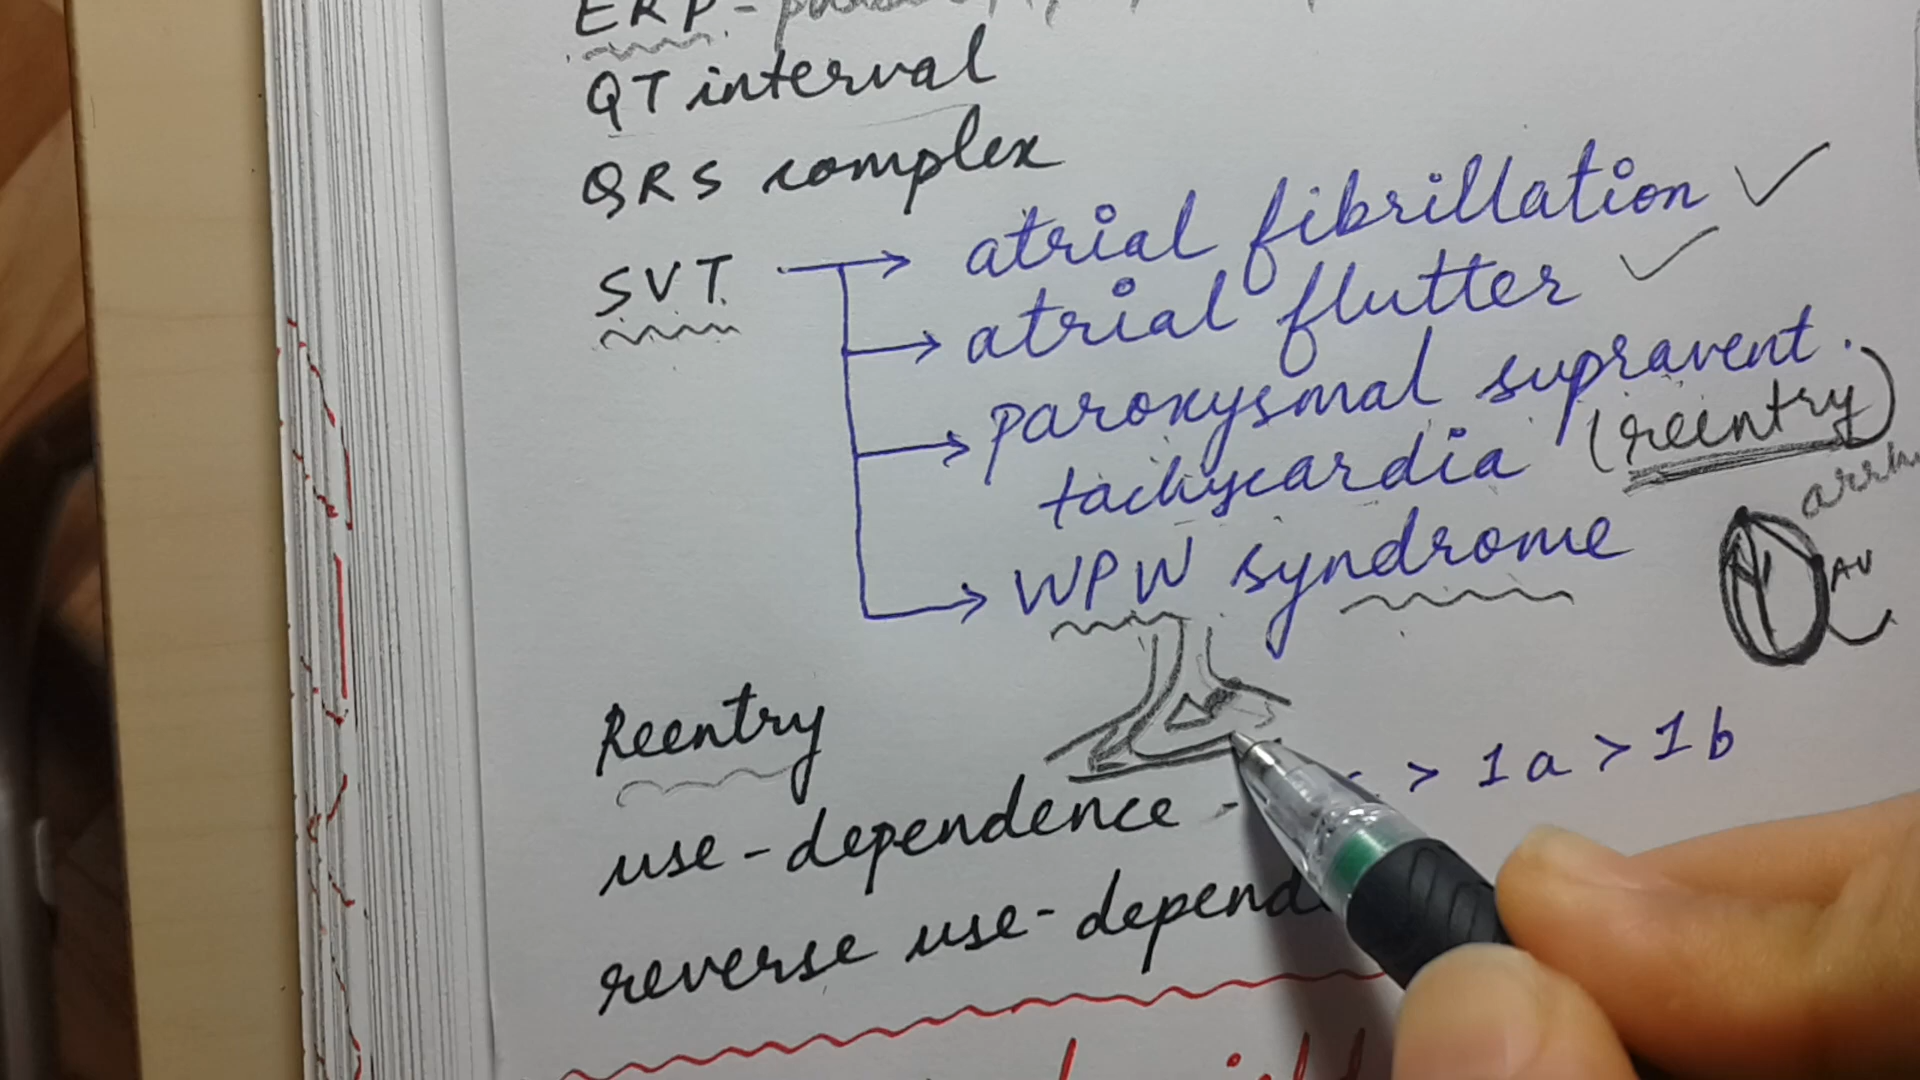 ERP -
QT interval
QRS complex
SVT → atrial fibrillation ✓
→ atrial flutter ✓
→ paroxysmal supravent.
tachycardia (reentry)
→ WPW syndrome
AV
Reentry
use-dependence - > 1a > 1b
reverse use-depend